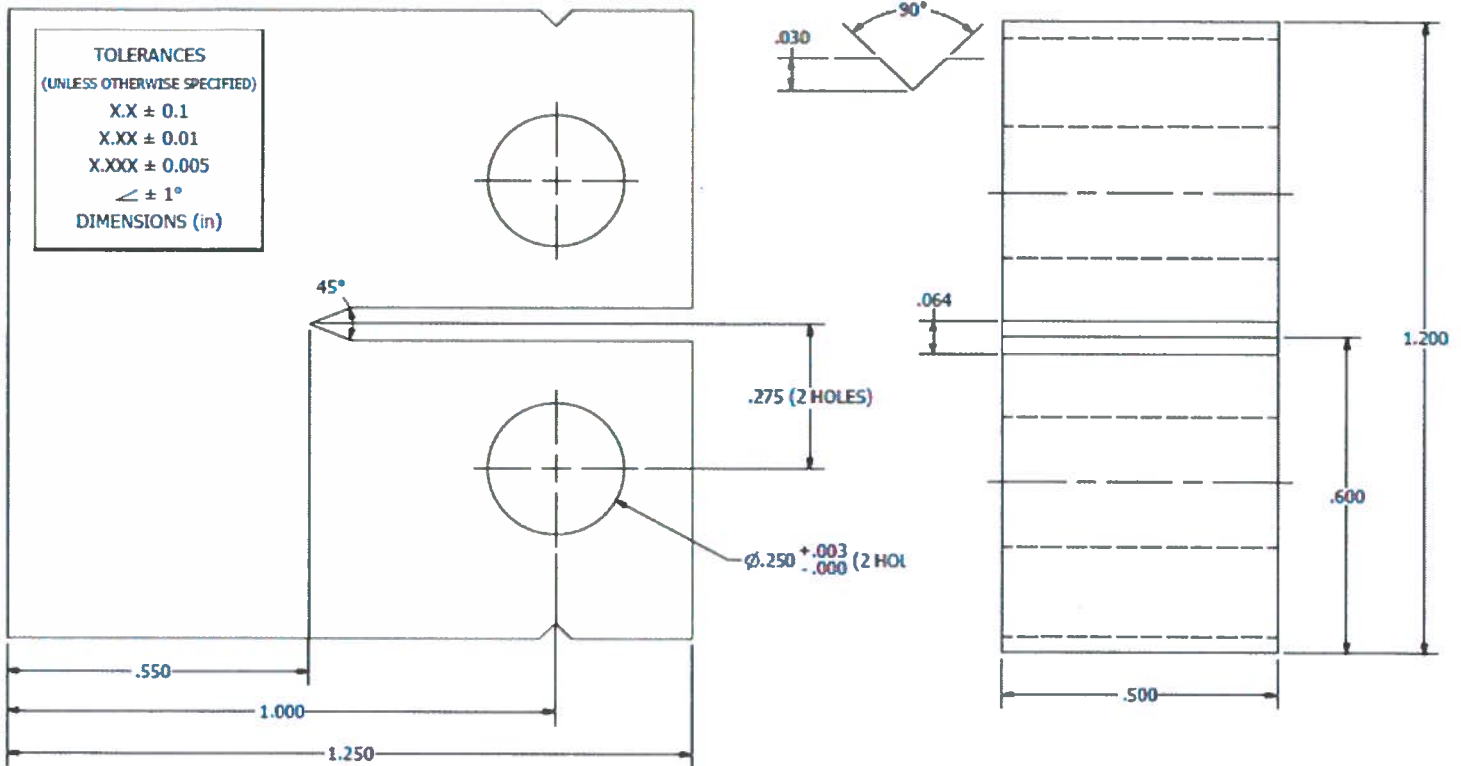 TOLERANCES
(UNLESS OTHERWISE SPECIFIED)
X.X ± 0.1
X.XX ± 0.01
X.XXX ± 0.005
∠ ± 1°
DIMENSIONS (in)
45°
.275 (2 HOLES)
Ø.250 +.003 -.000 (2 HOL
.550
1.000
1.250
90°
.030
.064
1.200
.600
.500